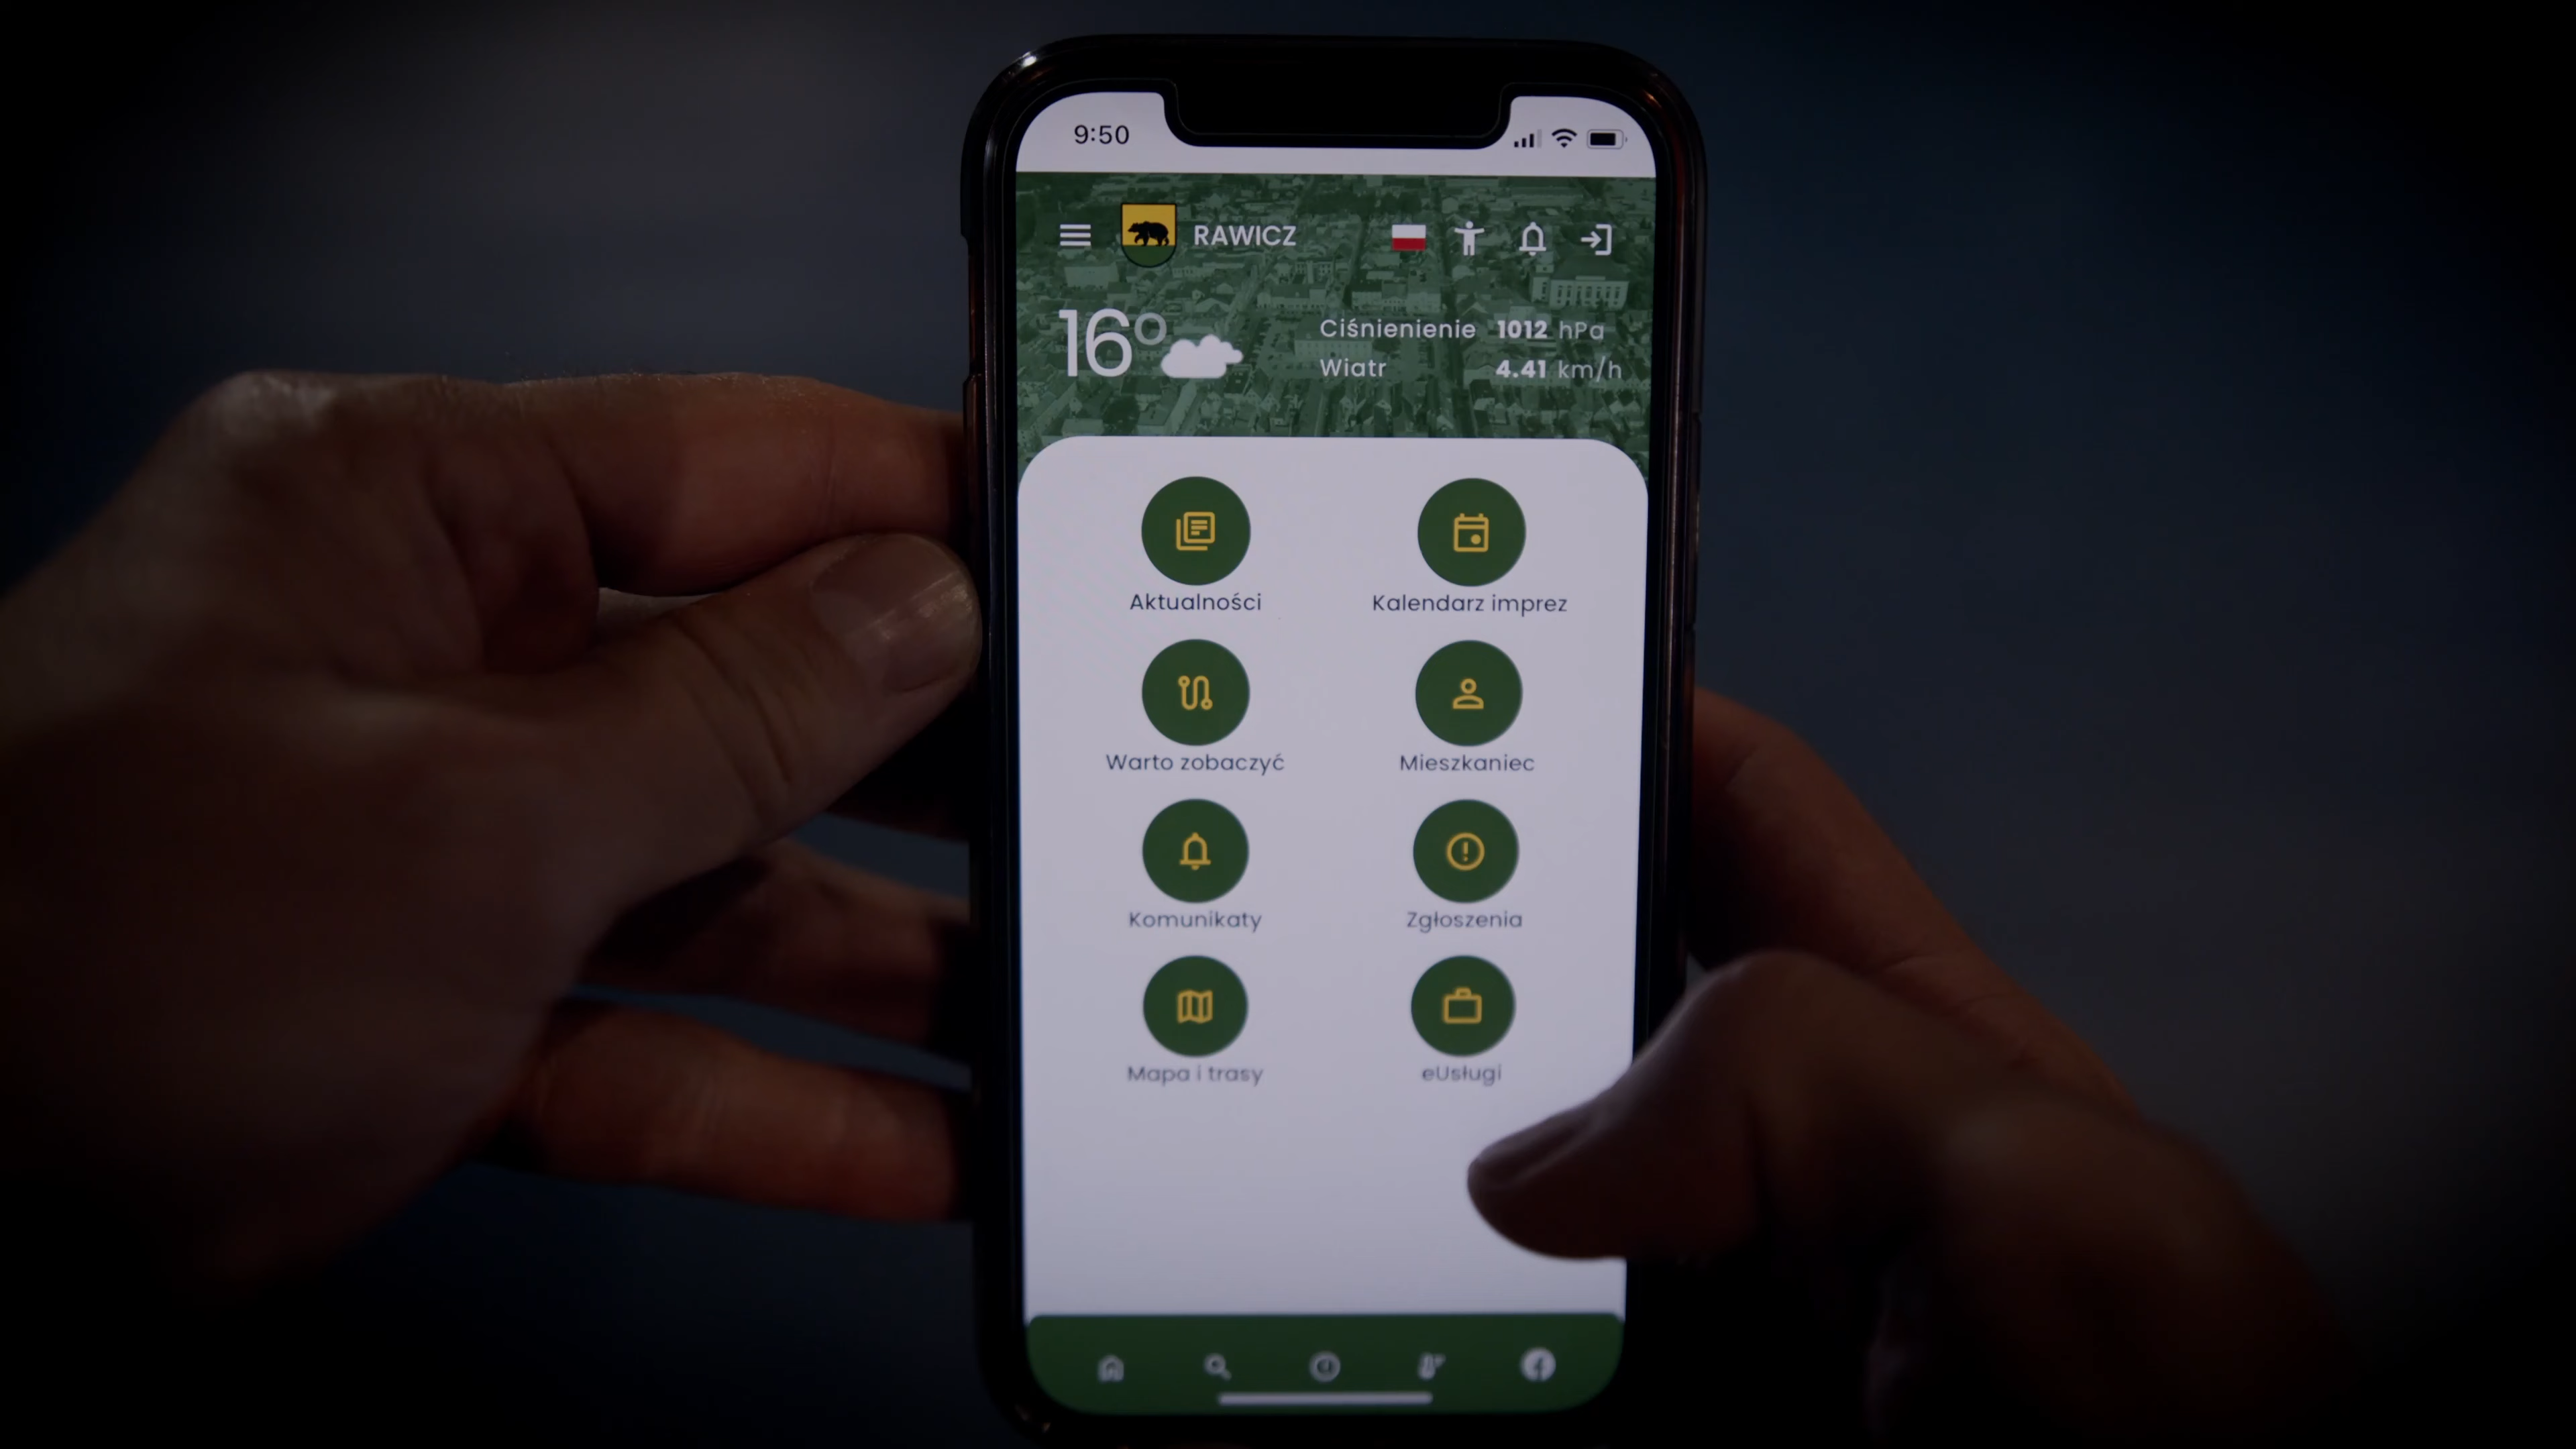 9:50
RAWICZ
16°
Ciśnienienie 1012 hPa
Wiatr 4.41 km/h
Aktualności
Kalendarz imprez
Warto zobaczyć
Mieszkaniec
Komunikaty
Zgłoszenia
Mapa i trasy
eUsługi